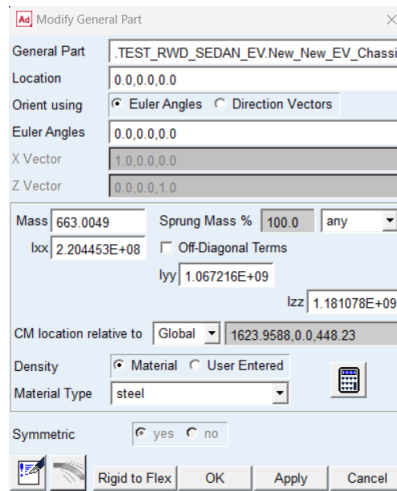 Ad Modify General Part
General Part .TEST_RWD_SEDAN_EV.New_New_EV_Chassi
Location 0.0,0.0,0.0
Orient using Euler Angles Direction Vectors
Euler Angles 0.0,0.0,0.0
X Vector 1.0,0.0,0.0
Z Vector 0.0,0.0,1.0
Mass 663.0049 Sprung Mass % 100.0 any
Ixx 2.204453E+08 Off-Diagonal Terms
Iyy 1.067216E+09
Izz 1.181078E+09
CM location relative to Global 1623.9588,0.0,448.23
Density Material User Entered
Material Type steel
Symmetric yes no
Rigid to Flex OK Apply Cancel